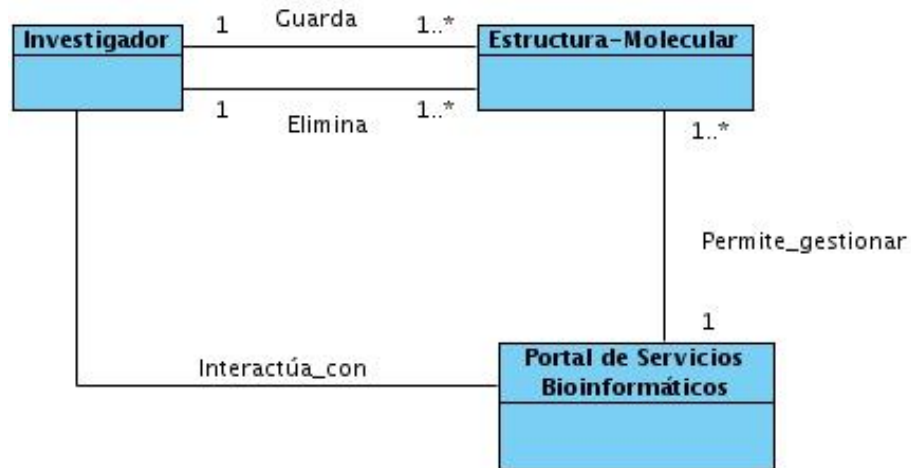 1 Guarda 1..*
Investigador
Estructura-Molecular
1 Elimina 1..*
1..*
Permite_gestionar
1
Interactúa_con
Portal de Servicios
Bioinformáticos